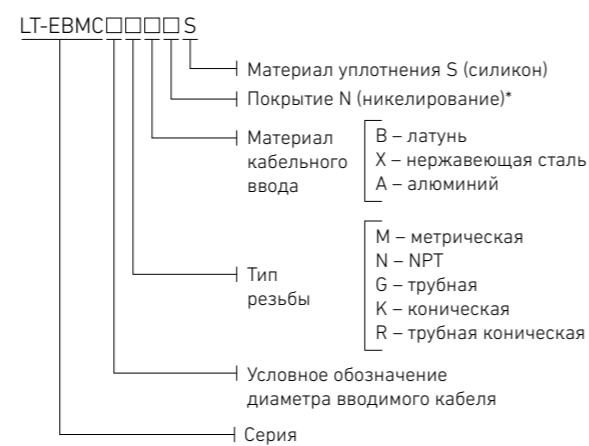 LT-EBMC□□□□S
Материал уплотнения S (силикон)
Покрытие N (никелирование)*
Материал
кабельного
ввода
B – латунь
X – нержавеющая сталь
A – алюминий
Тип
резьбы
M – метрическая
N – NPT
G – трубная
K – коническая
R – трубная коническая
Условное обозначение
диаметра вводимого кабеля
Серия